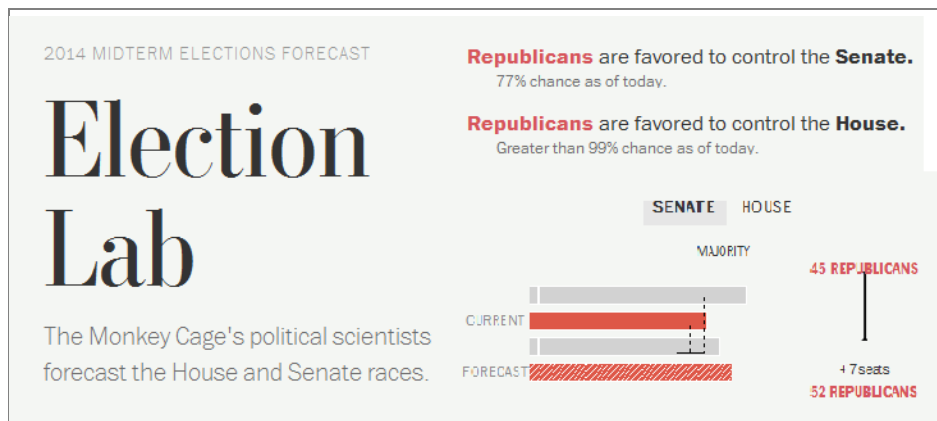 2014 MIDTERM ELECTIONS FORECAST
Election
Lab
The Monkey Cage's political scientists
forecast the House and Senate races.
Republicans are favored to control the Senate.
77% chance as of today.
Republicans are favored to control the House.
Greater than 99% chance as of today.
SENATE HOUSE
MAJORITY
45 REPUBLICANS
CURRENT
FORECAST
+ 7 seats
52 REPUBLICANS